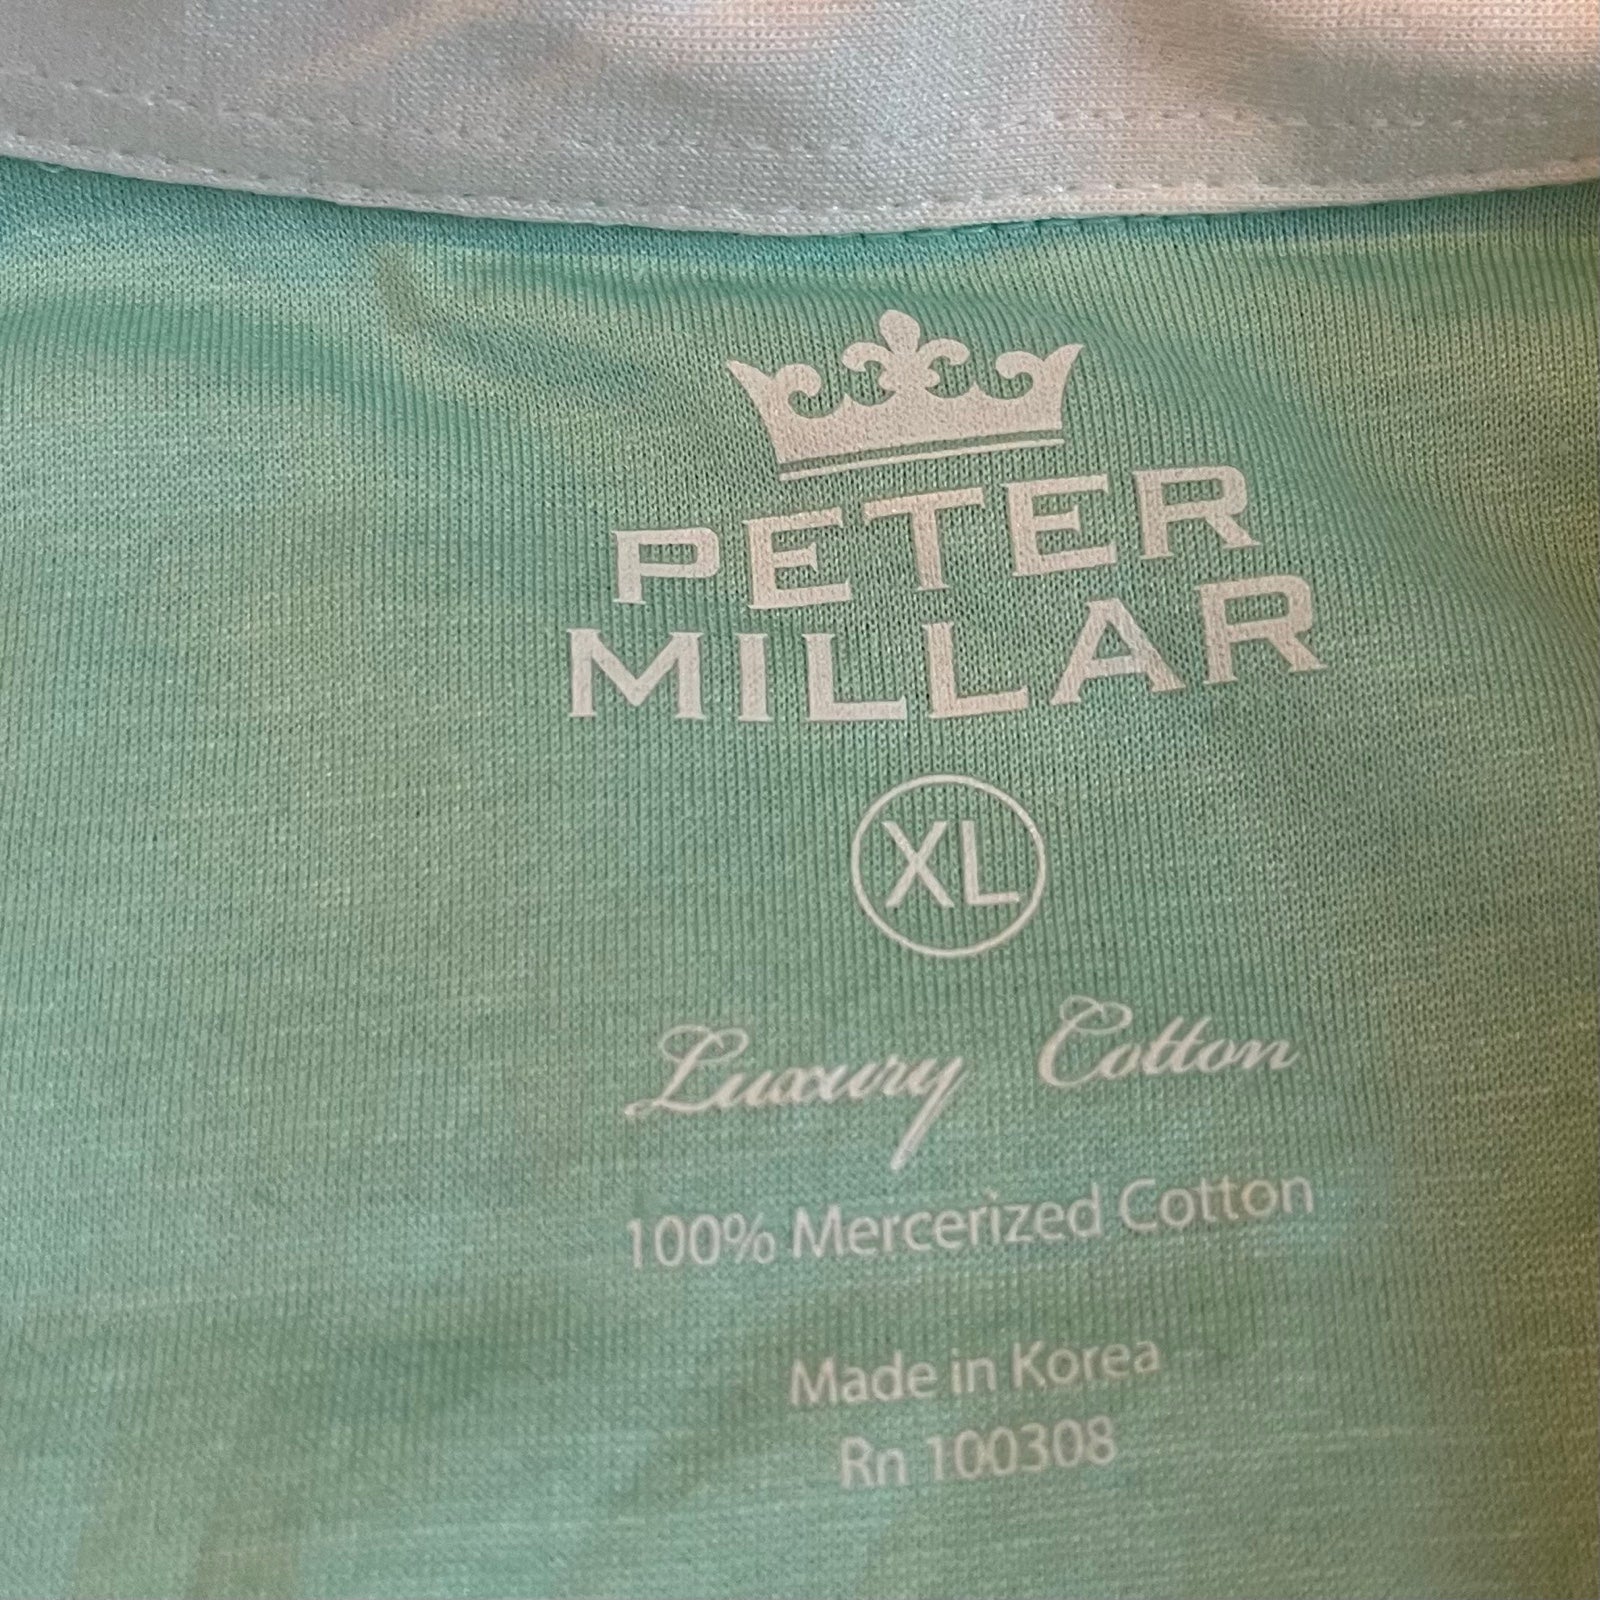 PETER
MILLAR
XL
Luxury Cotton
100% Mercerized Cotton
Made in Korea
Rn 100308